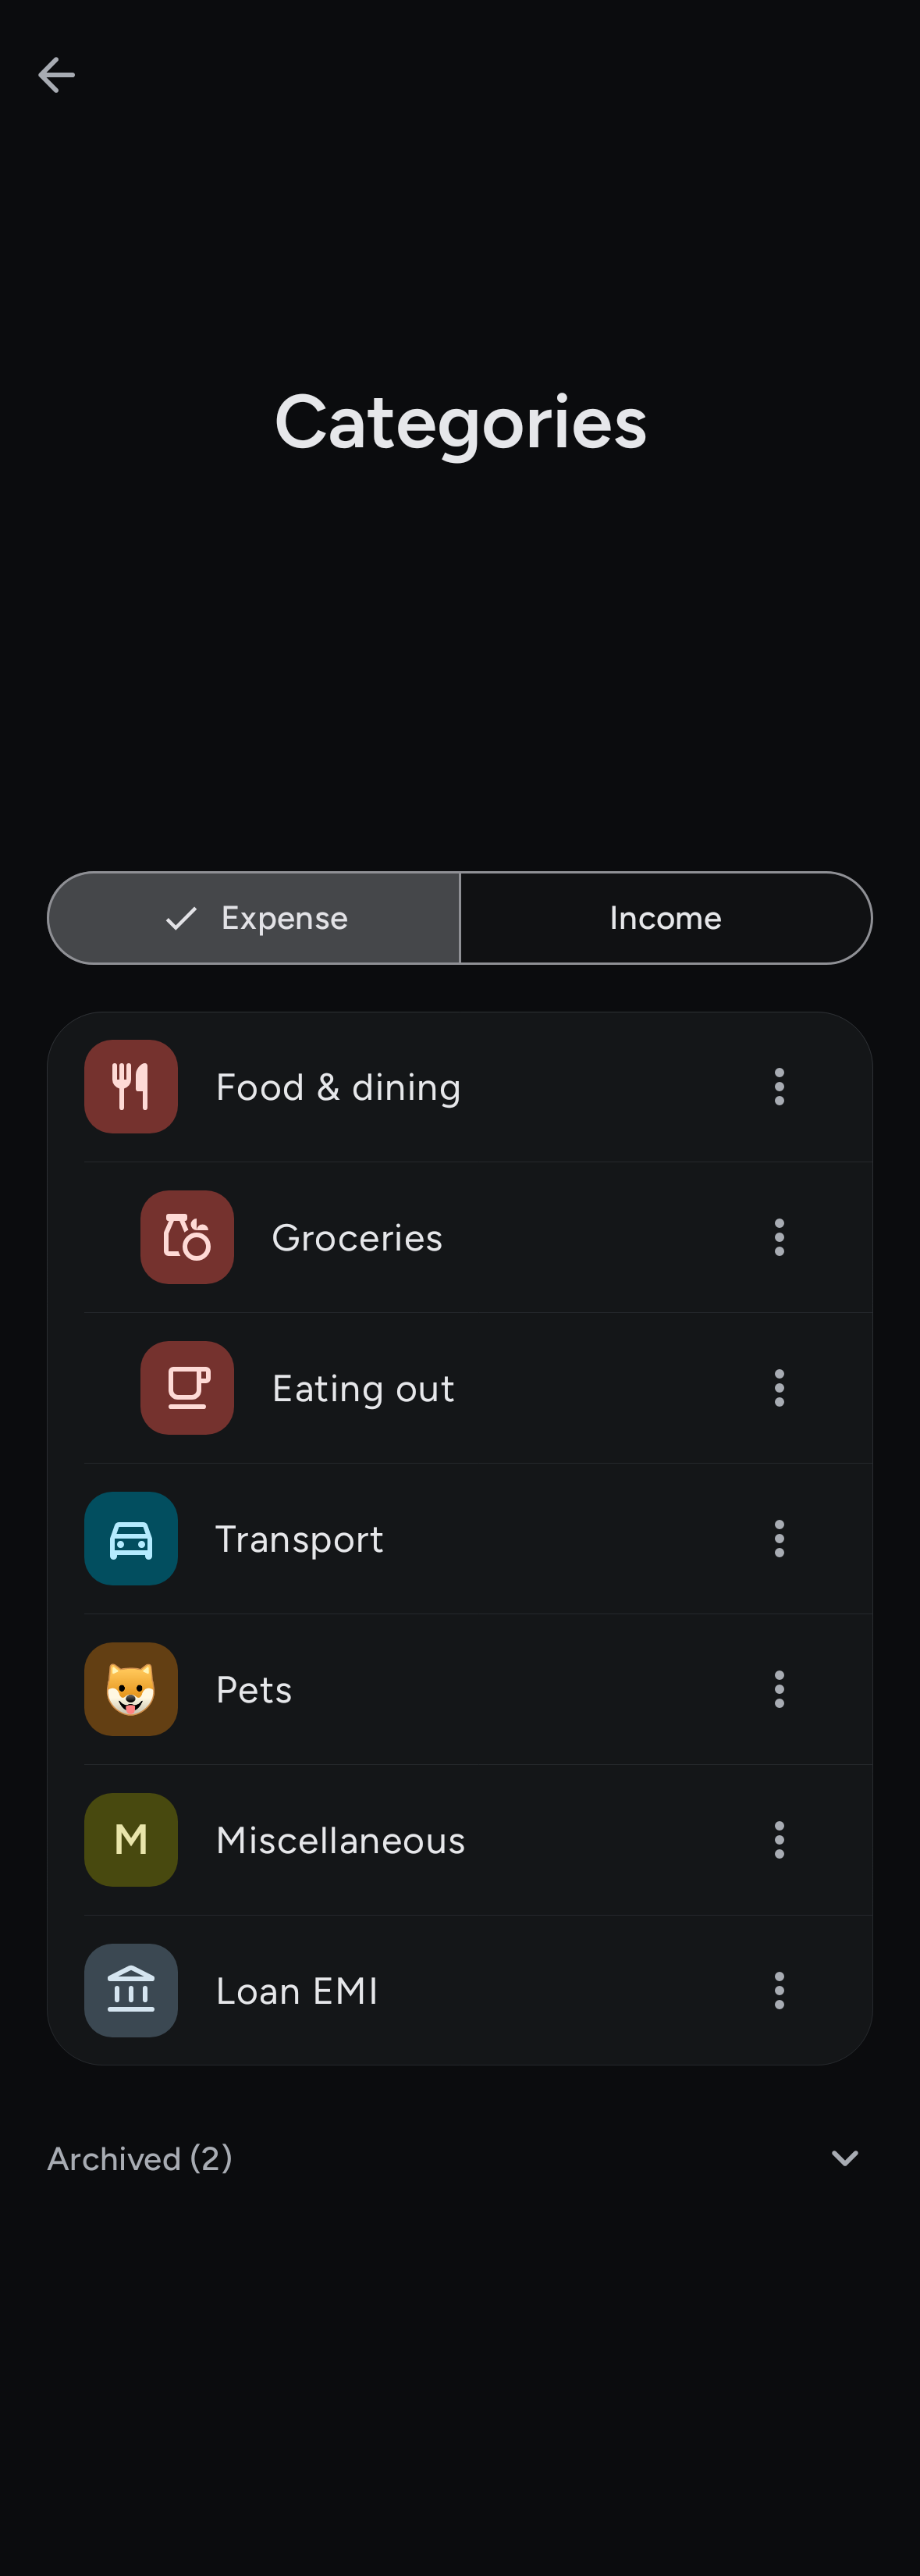 Categories
Expense
Income
Food & dining
Groceries
Eating out
Transport
Pets
M
Miscellaneous
Loan EMI
Archived (2)